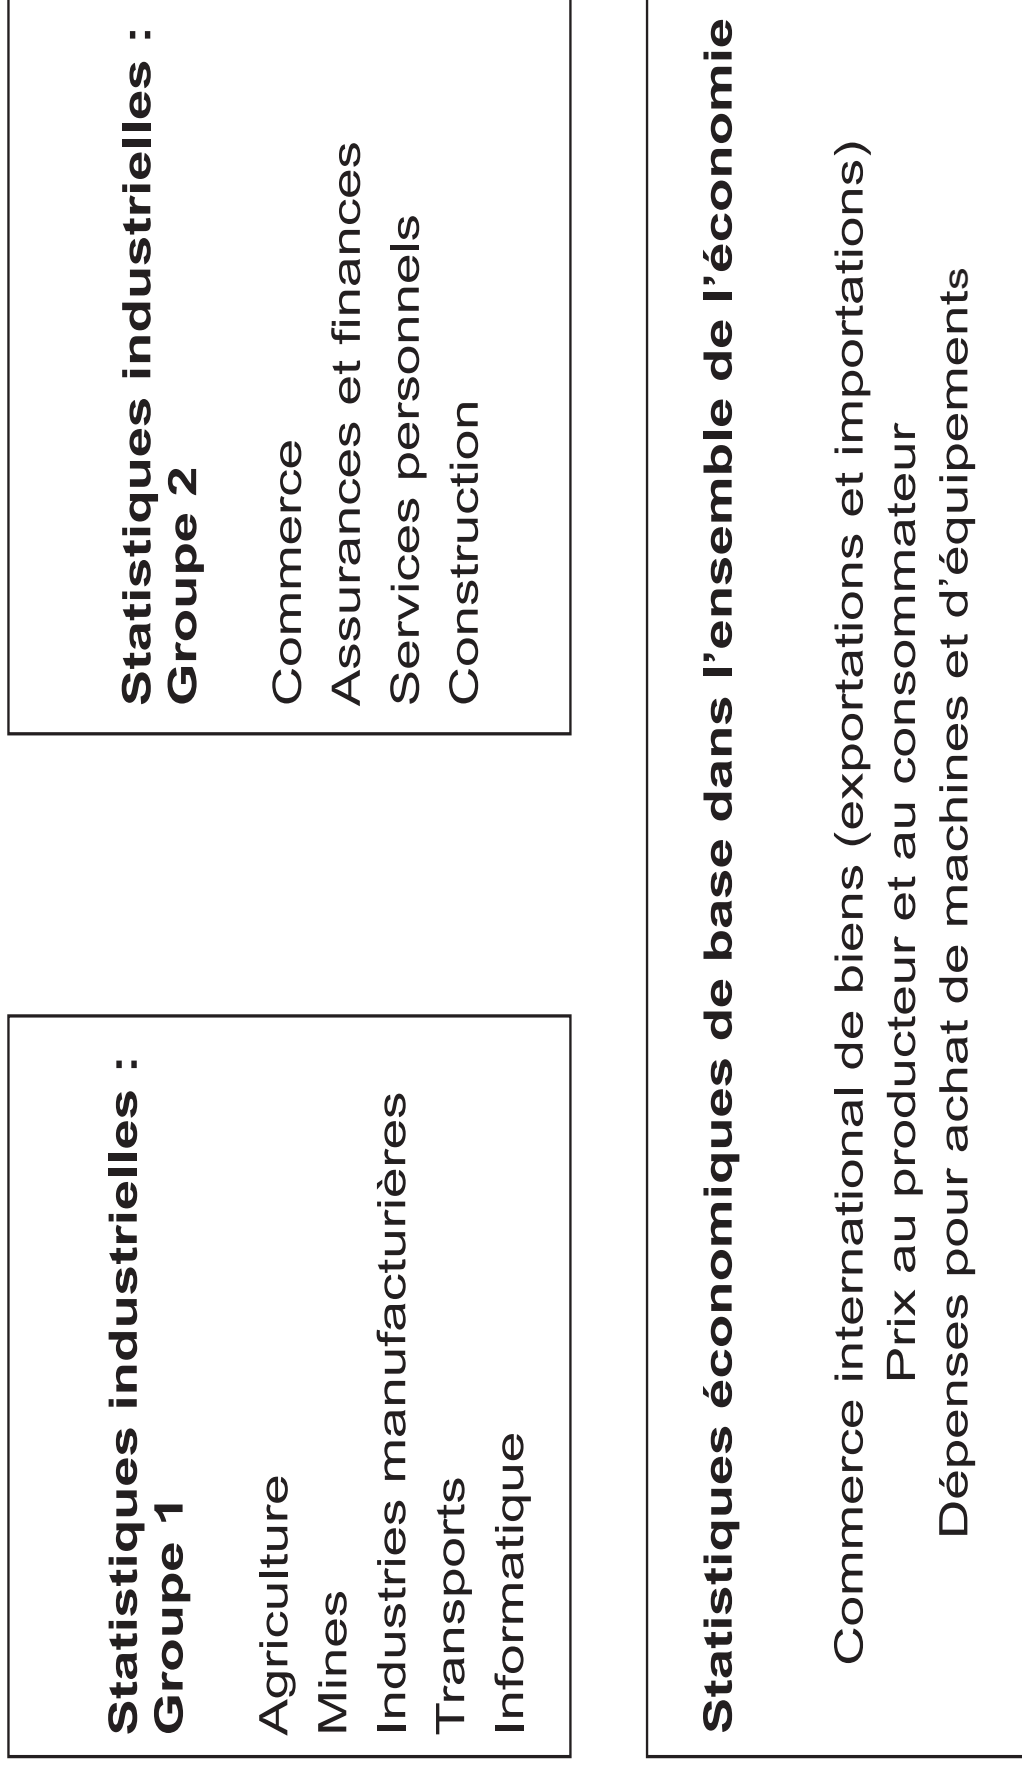 Statistiques industrielles :
Groupe 1
Agriculture
Mines
Industries manufacturières
Transports
Informatique
Statistiques industrielles :
Groupe 2
Commerce
Assurances et finances
Services personnels
Construction
Statistiques économiques de base dans l'ensemble de l'économie
Commerce international de biens (exportations et importations)
Prix au producteur et au consommateur
Dépenses pour achat de machines et d'équipements